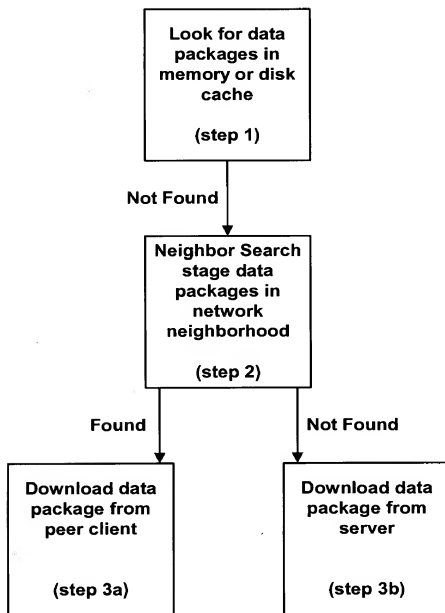 Look for data
packages in
memory or disk
cache
(step 1)
Not Found
Neighbor Search
stage data
packages in
network
neighborhood
(step 2)
Found
Not Found
Download data
package from
peer client
(step 3a)
Download data
package from
server
(step 3b)